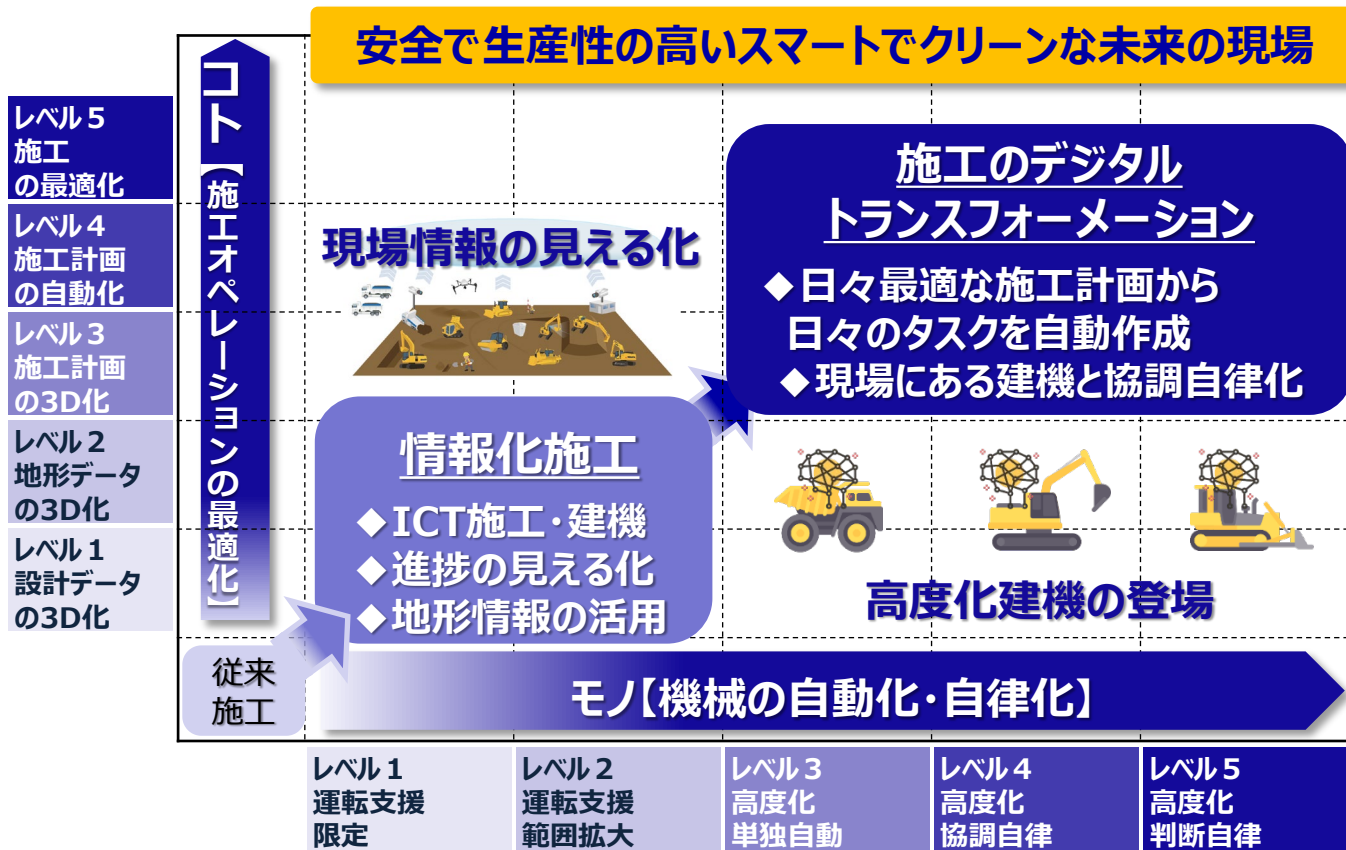 安全で生産性の高いスマートでクリーンな未来の現場
コト【施工オペレーションの最適化】
レベル５
施工
の最適化
レベル４
施工計画
の自動化
レベル３
施工計画
の3D化
レベル２
地形データ
の3D化
レベル１
設計データ
の3D化
現場情報の見える化
施工のデジタル
トランスフォーメーション
◆日々最適な施工計画から
日々のタスクを自動作成
◆現場にある建機と協調自律化
情報化施工
◆ICT施工・建機
◆進捗の見える化
◆地形情報の活用
高度化建機の登場
従来
施工
モノ【機械の自動化・自律化】
レベル１
運転支援
限定
レベル２
運転支援
範囲拡大
レベル３
高度化
単独自動
レベル４
高度化
協調自律
レベル５
高度化
判断自律